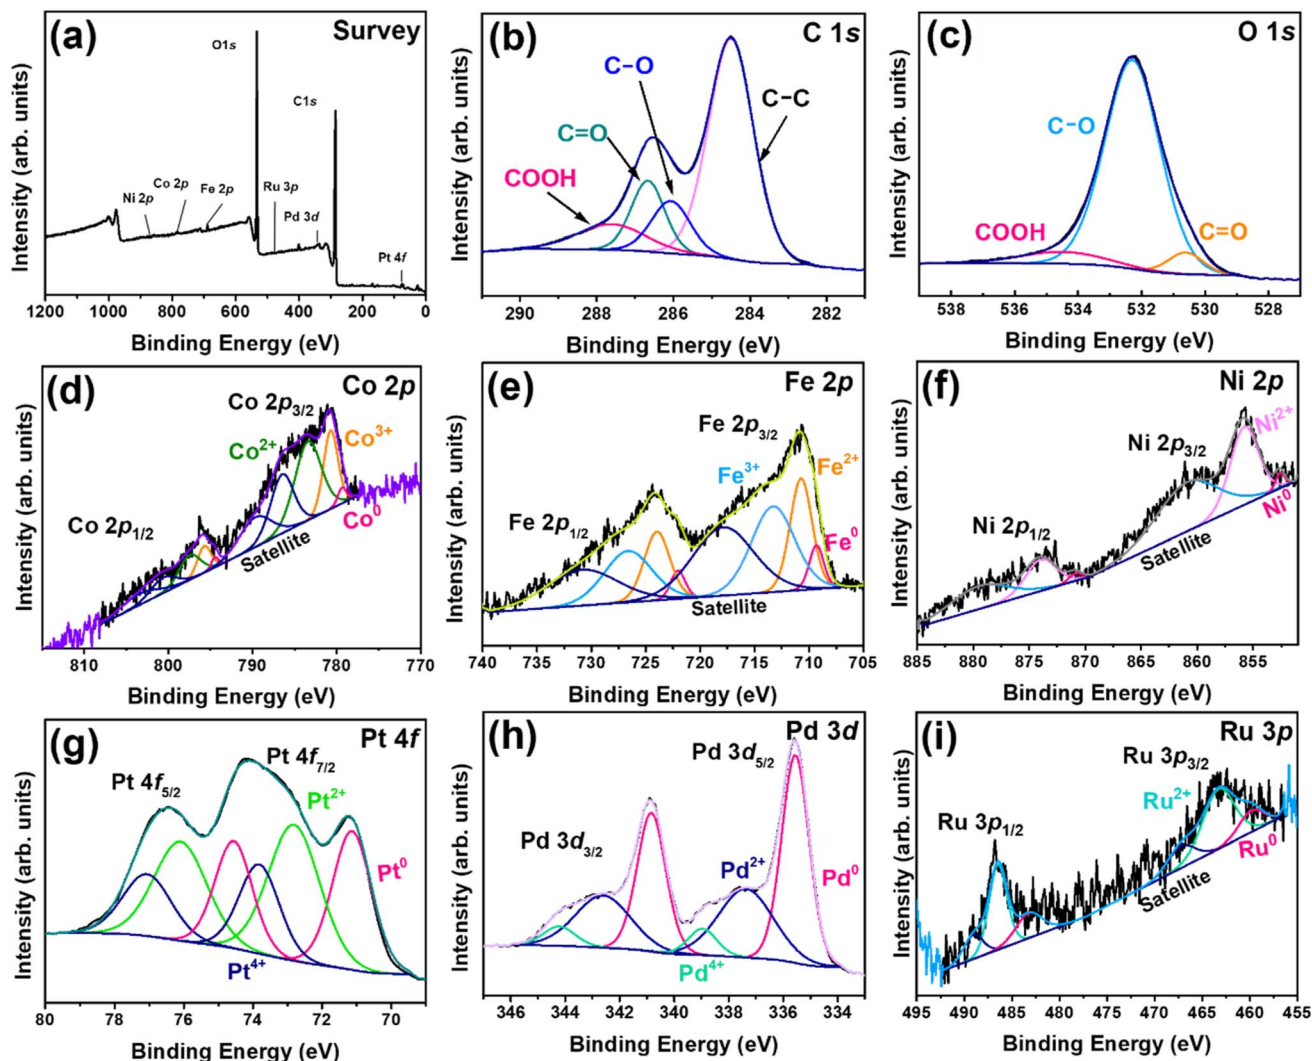 (a)
Survey
O1s
C1s
Ni 2p
Co 2p
Fe 2p
Ru 3p
Pd 3d
Pt 4f
Intensity (arb. units)
1200 1000 800 600 400 200 0
Binding Energy (eV)
(b)
C 1s
C-O
C=O
C-C
COOH
Intensity (arb. units)
290 288 286 284 282
Binding Energy (eV)
(c)
O 1s
C-O
COOH
C=O
Intensity (arb. units)
538 536 534 532 530 528
Binding Energy (eV)
(d)
Co 2p
Co 2p3/2
Co3+
Co2+
Co0
Co 2p1/2
Satellite
Intensity (arb. units)
810 800 790 780 770
Binding Energy (eV)
(e)
Fe 2p
Fe 2p3/2
Fe3+
Fe2+
Fe 2p1/2
Fe0
Satellite
Intensity (arb. units)
740 735 730 725 720 715 710 705
Binding Energy (eV)
(f)
Ni 2p
Ni2+
Ni 2p3/2
Ni0
Ni 2p1/2
Satellite
Intensity (arb. units)
885 880 875 870 865 860 855
Binding Energy (eV)
(g)
Pt 4f
Pt 4f7/2
Pt 4f5/2
Pt2+
Pt0
Pt4+
Intensity (arb. units)
80 78 76 74 72 70
Binding Energy (eV)
(h)
Pd 3d
Pd 3d5/2
Pd 3d3/2
Pd2+
Pd0
Pd4+
Intensity (arb. units)
346 344 342 340 338 336 334
Binding Energy (eV)
(i)
Ru 3p
Ru 3p3/2
Ru2+
Ru 3p1/2
Ru0
Satellite
Intensity (arb. units)
495 490 485 480 475 470 465 460 455
Binding Energy (eV)